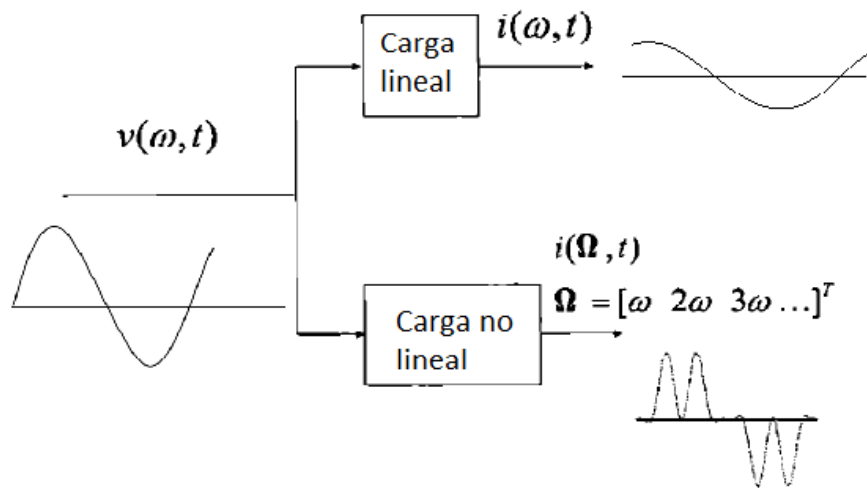 v(ω,t)
Carga
lineal
i(ω,t)
Carga no
lineal
i(Ω,t)
Ω = [ω 2ω 3ω ...]ᵀ